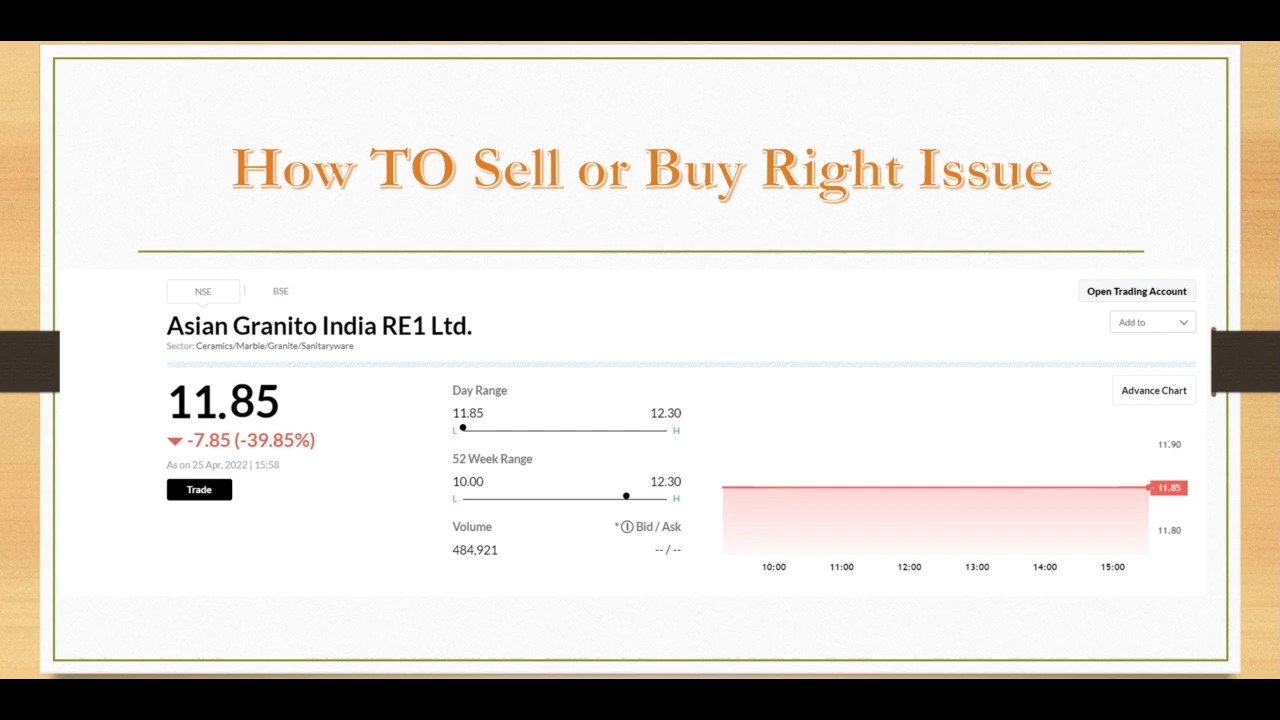 How TO Sell or Buy Right Issue
NSE | BSE
Open Trading Account
Asian Granito India RE1 Ltd.
Add to
Sector: Ceramics/Marble/Granite/Sanitaryware
11.85
-7.85 (-39.85%)
As on 25 Apr, 2022 | 15:58
Trade
Day Range
11.85 12.30
L H
52 Week Range
10.00 12.30
L H
Volume * Bid / Ask
484,921 -- / --
Advance Chart
11.90
11.85
11.80
10:00 11:00 12:00 13:00 14:00 15:00